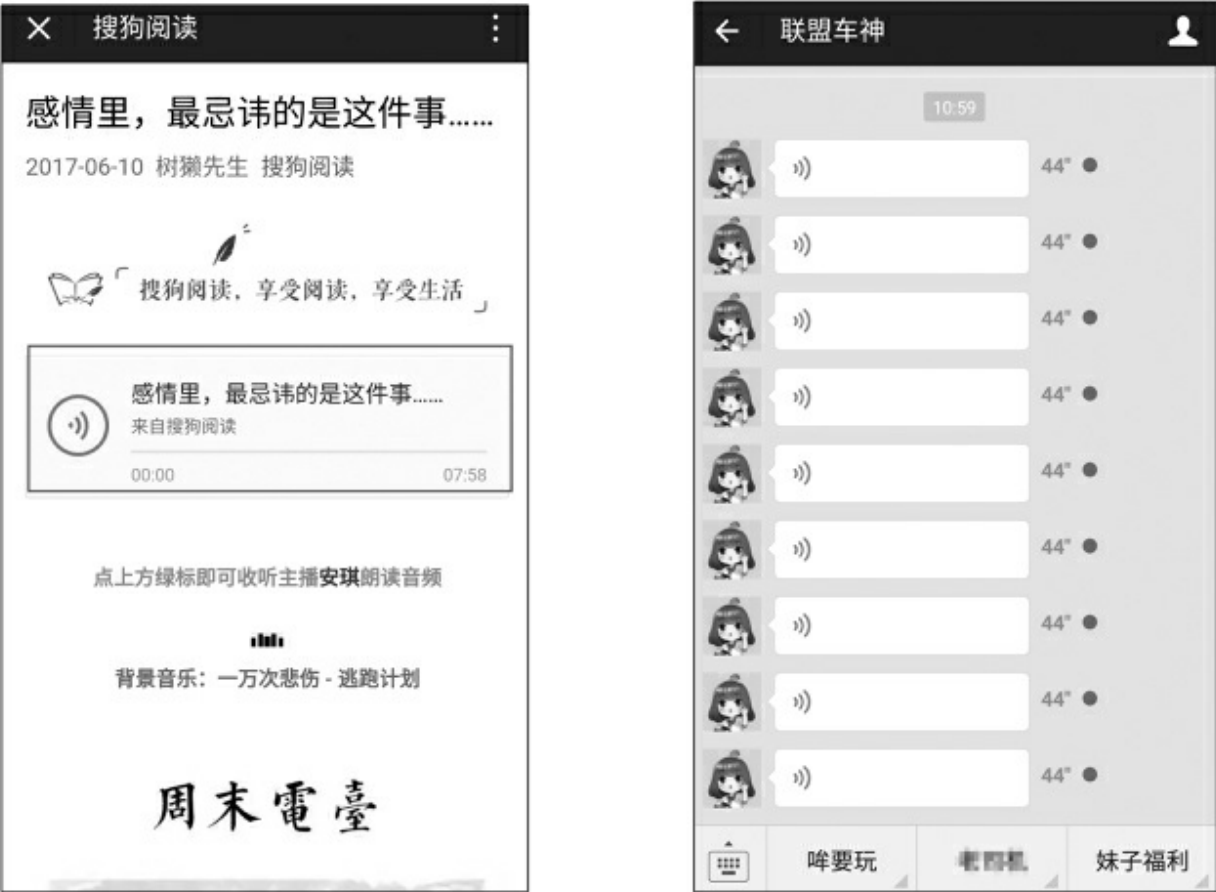 搜狗阅读
感情里，最忌讳的是这件事……
2017-06-10 树獭先生 搜狗阅读
「搜狗阅读，享受阅读，享受生活」
感情里，最忌讳的是这件事……
来自搜狗阅读
00:00 07:58
点上方绿标即可收听主播安琪朗读音频
背景音乐：一万次悲伤 - 逃跑计划
周末電臺
联盟车神
10:59
44"
44"
44"
44"
44"
44"
44"
44"
44"
哞要玩 妹子福利